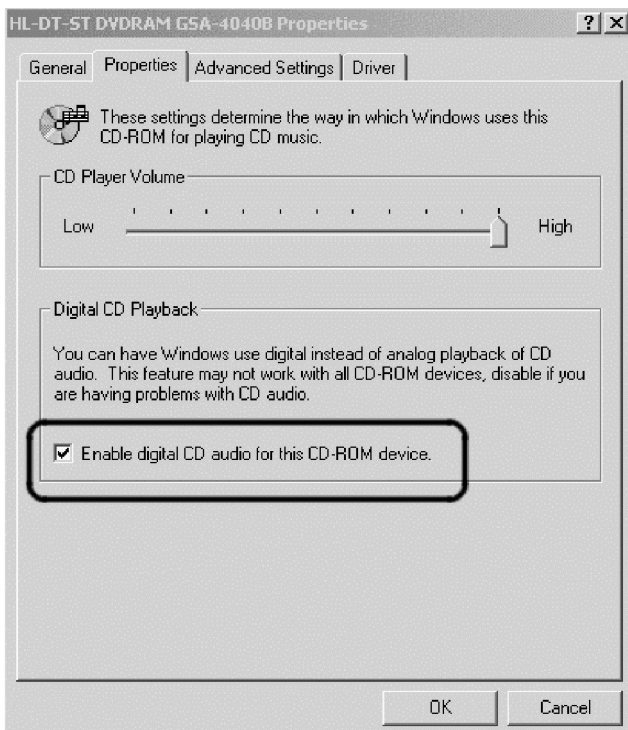 HL-DT-ST DVDRAM GSA-4040B Properties
General Properties Advanced Settings Driver
These settings determine the way in which Windows uses this
CD-ROM for playing CD music.
CD Player Volume
Low High
Digital CD Playback
You can have Windows use digital instead of analog playback of CD
audio. This feature may not work with all CD-ROM devices, disable if you
are having problems with CD audio.
Enable digital CD audio for this CD-ROM device.
OK Cancel